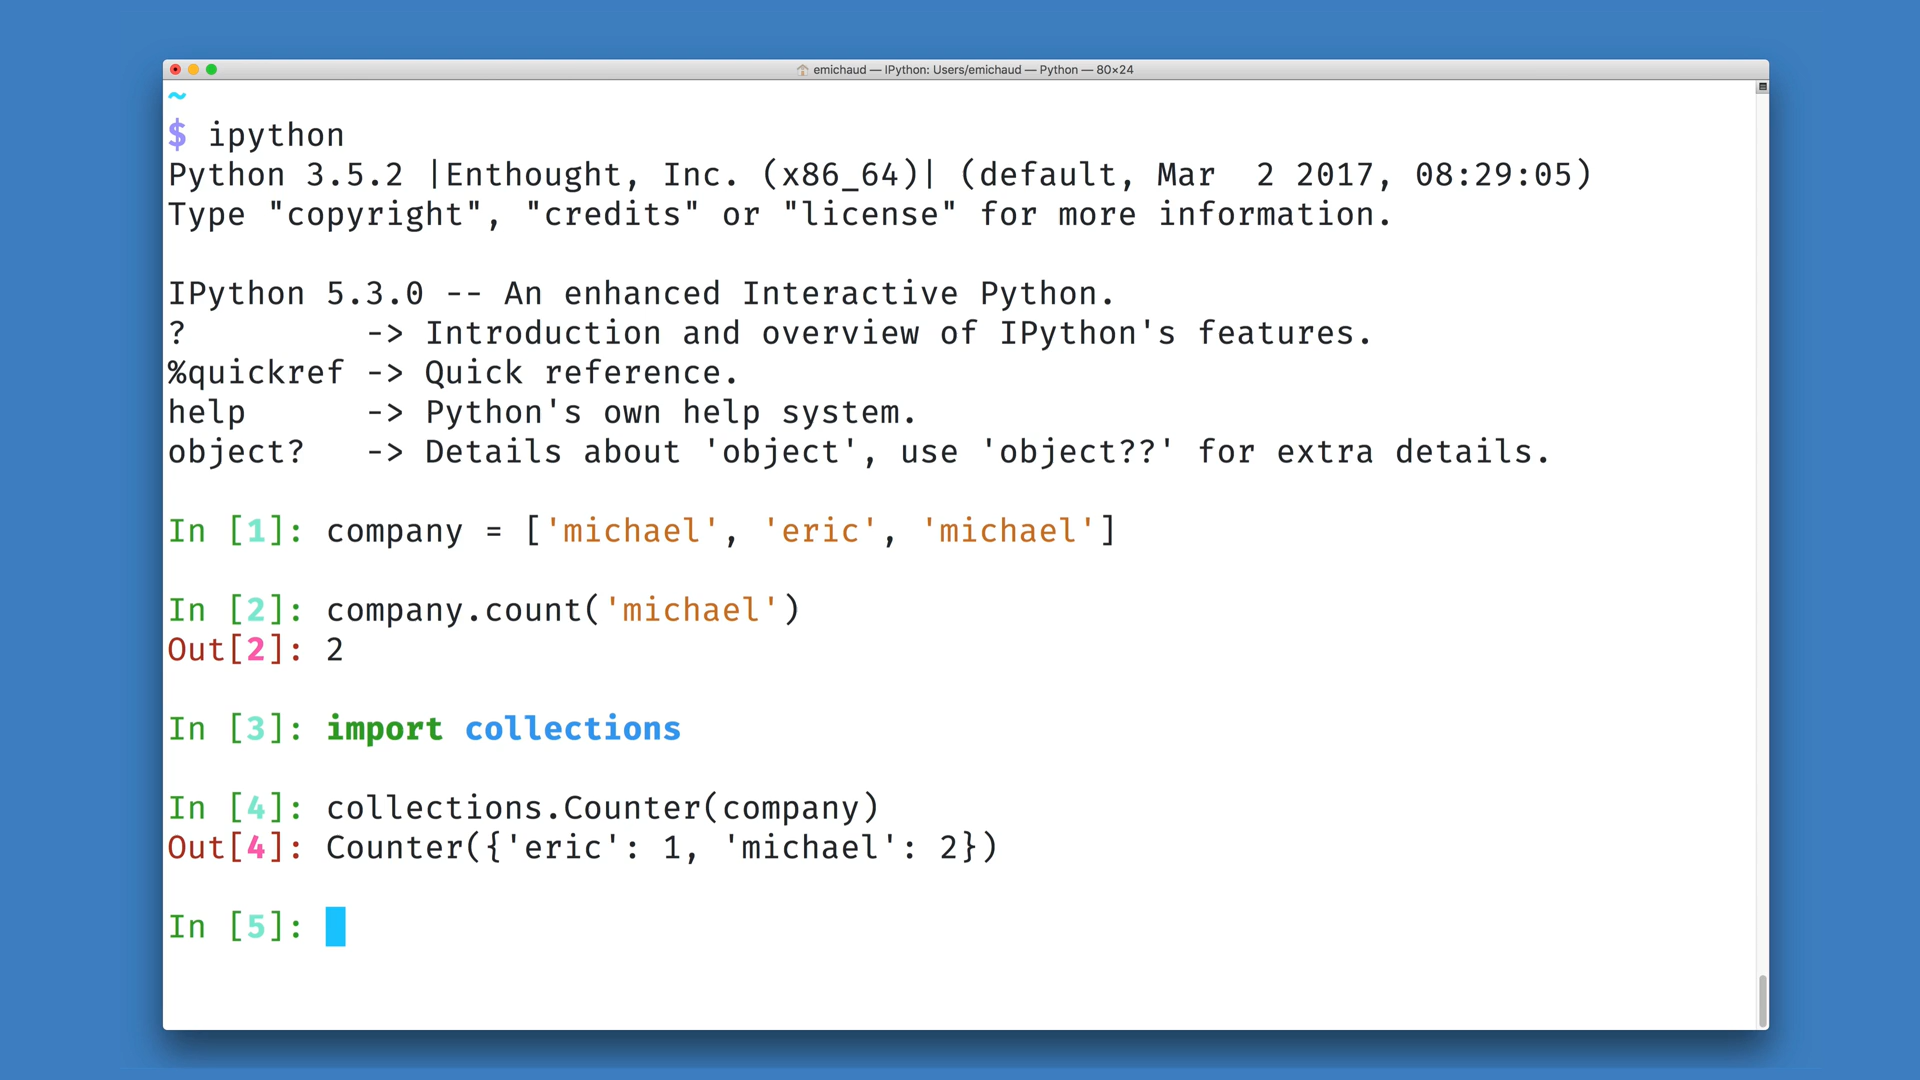 emichaud — IPython: Users/emichaud — Python — 80×24
~
$ ipython
Python 3.5.2 |Enthought, Inc. (x86_64)| (default, Mar  2 2017, 08:29:05)
Type "copyright", "credits" or "license" for more information.
IPython 5.3.0 -- An enhanced Interactive Python.
?         -> Introduction and overview of IPython's features.
%quickref -> Quick reference.
help      -> Python's own help system.
object?   -> Details about 'object', use 'object??' for extra details.
In [1]: company = ['michael', 'eric', 'michael']
In [2]: company.count('michael')
Out[2]: 2
In [3]: import collections
In [4]: collections.Counter(company)
Out[4]: Counter({'eric': 1, 'michael': 2})
In [5]: